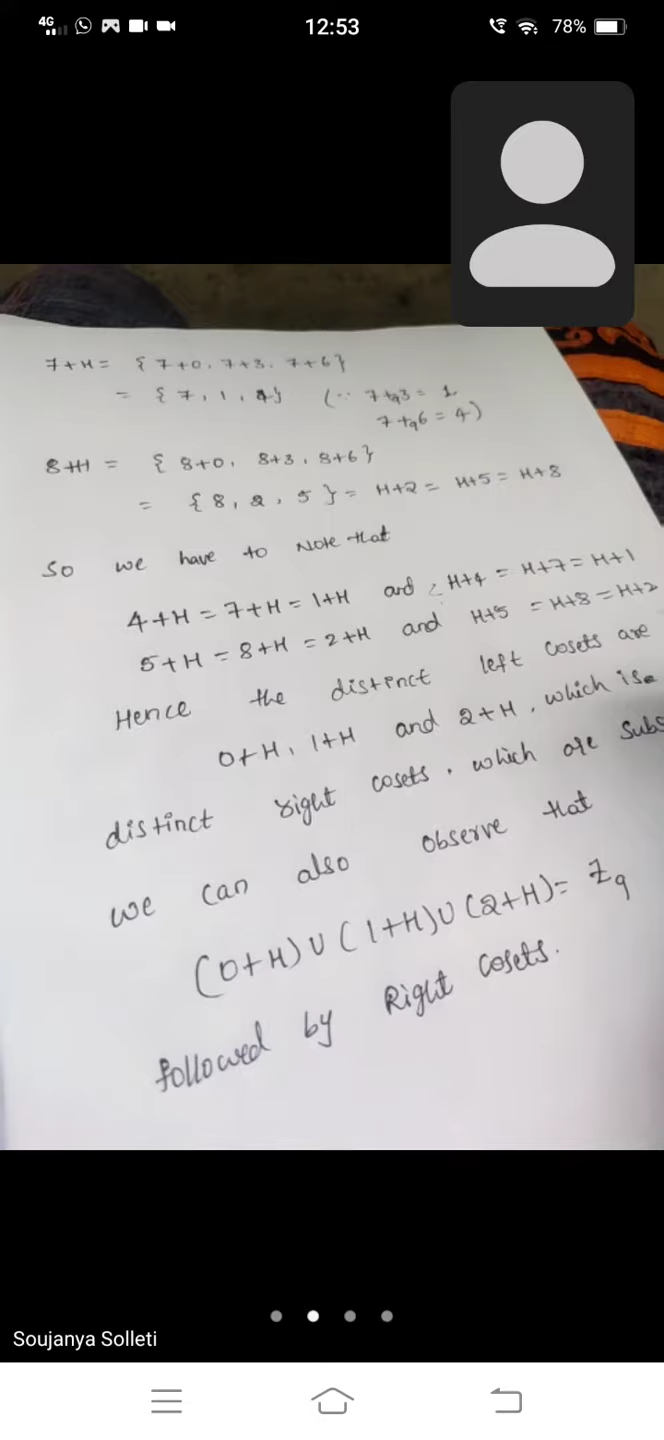 4G 12:53 78%
7+H = {7+0, 7+3, 7+6}
= {7, 1, 4} (∵ 7+₉3 = 1
7+₉6 = 4)
8+H = {8+0, 8+3, 8+6}
= {8, 2, 5} = H+2 = H+5 = H+8
So we have to Note that
4+H = 7+H = 1+H and H+4 = H+7 = H+1
5+H = 8+H = 2+H and H+5 = H+8 = H+2
Hence the distinct left cosets are
0+H, 1+H and 2+H, which is
distinct right cosets, which are subs
we can also observe that
(0+H) ∪ (1+H) ∪ (2+H) = Z₉
followed by Right cosets.
Soujanya Solleti